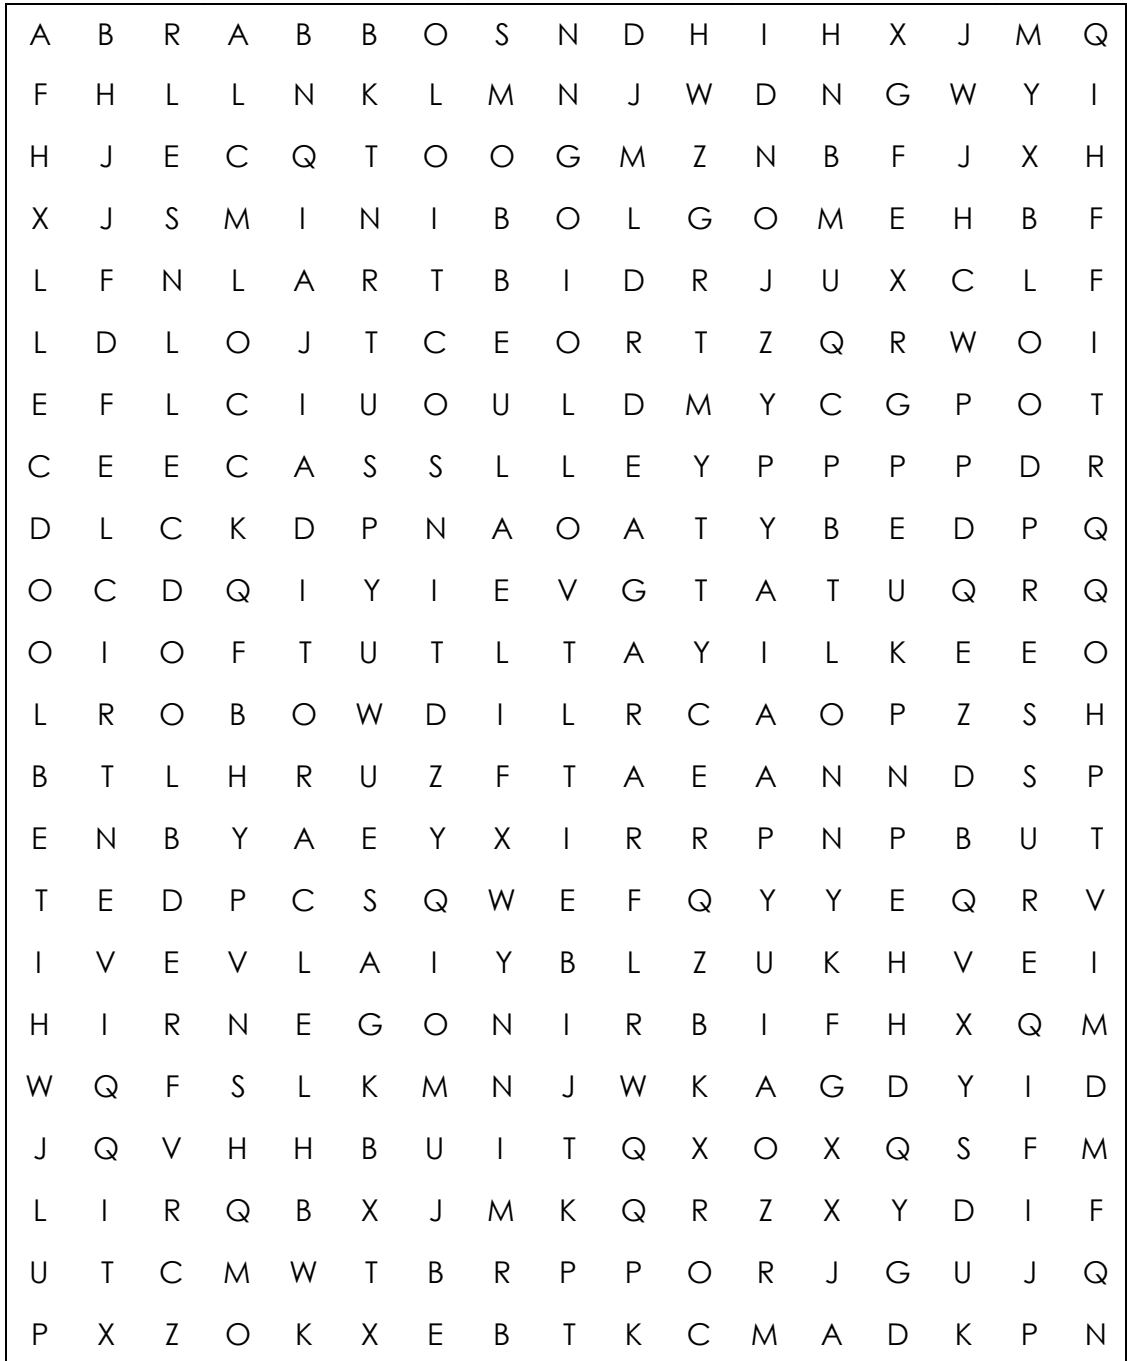 A B R A B B O S N D H I H X J M Q
F H L L N K L M N J W D N G W Y I
H J E C Q T O O G M Z N B F J X H
X J S M I N I B O L G O M E H B F
L F N L A R T B I D R J U X C L F
L D L O J T C E O R T Z Q R W O I
E F L C I U O U L D M Y C G P O T
C E E C A S S L L E Y P P P P D R
D L C K D P N A O A T Y B E D P Q
O C D Q I Y I E V G T A T U Q R Q
O I O F T U T L T A Y I L K E E O
L R O B O W D I L R C A O P Z S H
B T L H R U Z F T A E A N N D S P
E N B Y A E Y X I R R P N P B U T
T E D P C S Q W E F Q Y Y E Q R V
I V E V L A I Y B L Z U K H V E I
H I R N E G O N I R B I F H X Q M
W Q F S L K M N J W K A G D Y I D
J Q V H H B U I T Q X O X Q S F M
L I R Q B X J M K Q R Z X Y D I F
U T C M W T B R P P O R J G U J Q
P X Z O K X E B T K C M A D K P N